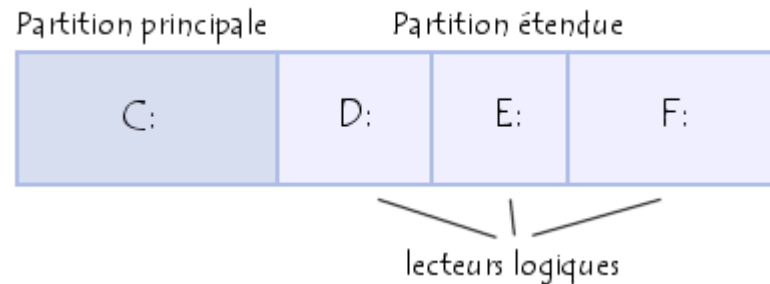 Partition principale Partition étendue
C: D: E: F:
lecteurs logiques